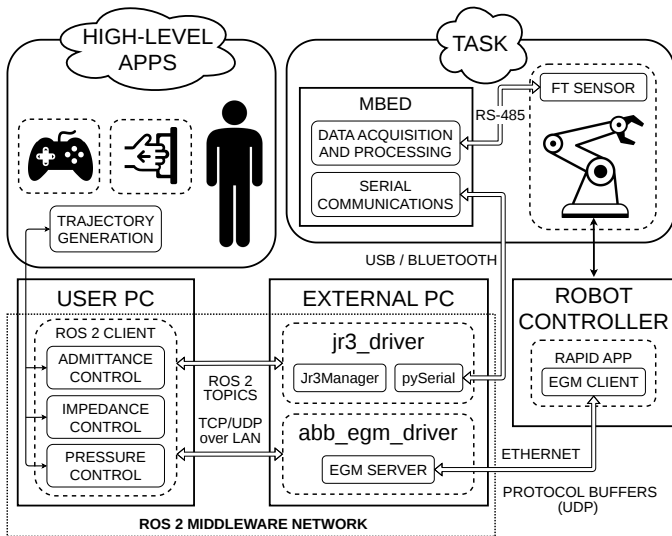 HIGH-LEVEL
APPS
TRAJECTORY
GENERATION
TASK
MBED
DATA ACQUISITION
AND PROCESSING
SERIAL
COMMUNICATIONS
RS-485
FT SENSOR
USB / BLUETOOTH
USER PC
ROS 2 CLIENT
ADMITTANCE
CONTROL
IMPEDANCE
CONTROL
PRESSURE
CONTROL
ROS 2
TOPICS
TCP/UDP
over LAN
EXTERNAL PC
jr3_driver
Jr3Manager
pySerial
abb_egm_driver
EGM SERVER
ROBOT
CONTROLLER
RAPID APP
EGM CLIENT
ETHERNET
PROTOCOL BUFFERS
(UDP)
ROS 2 MIDDLEWARE NETWORK